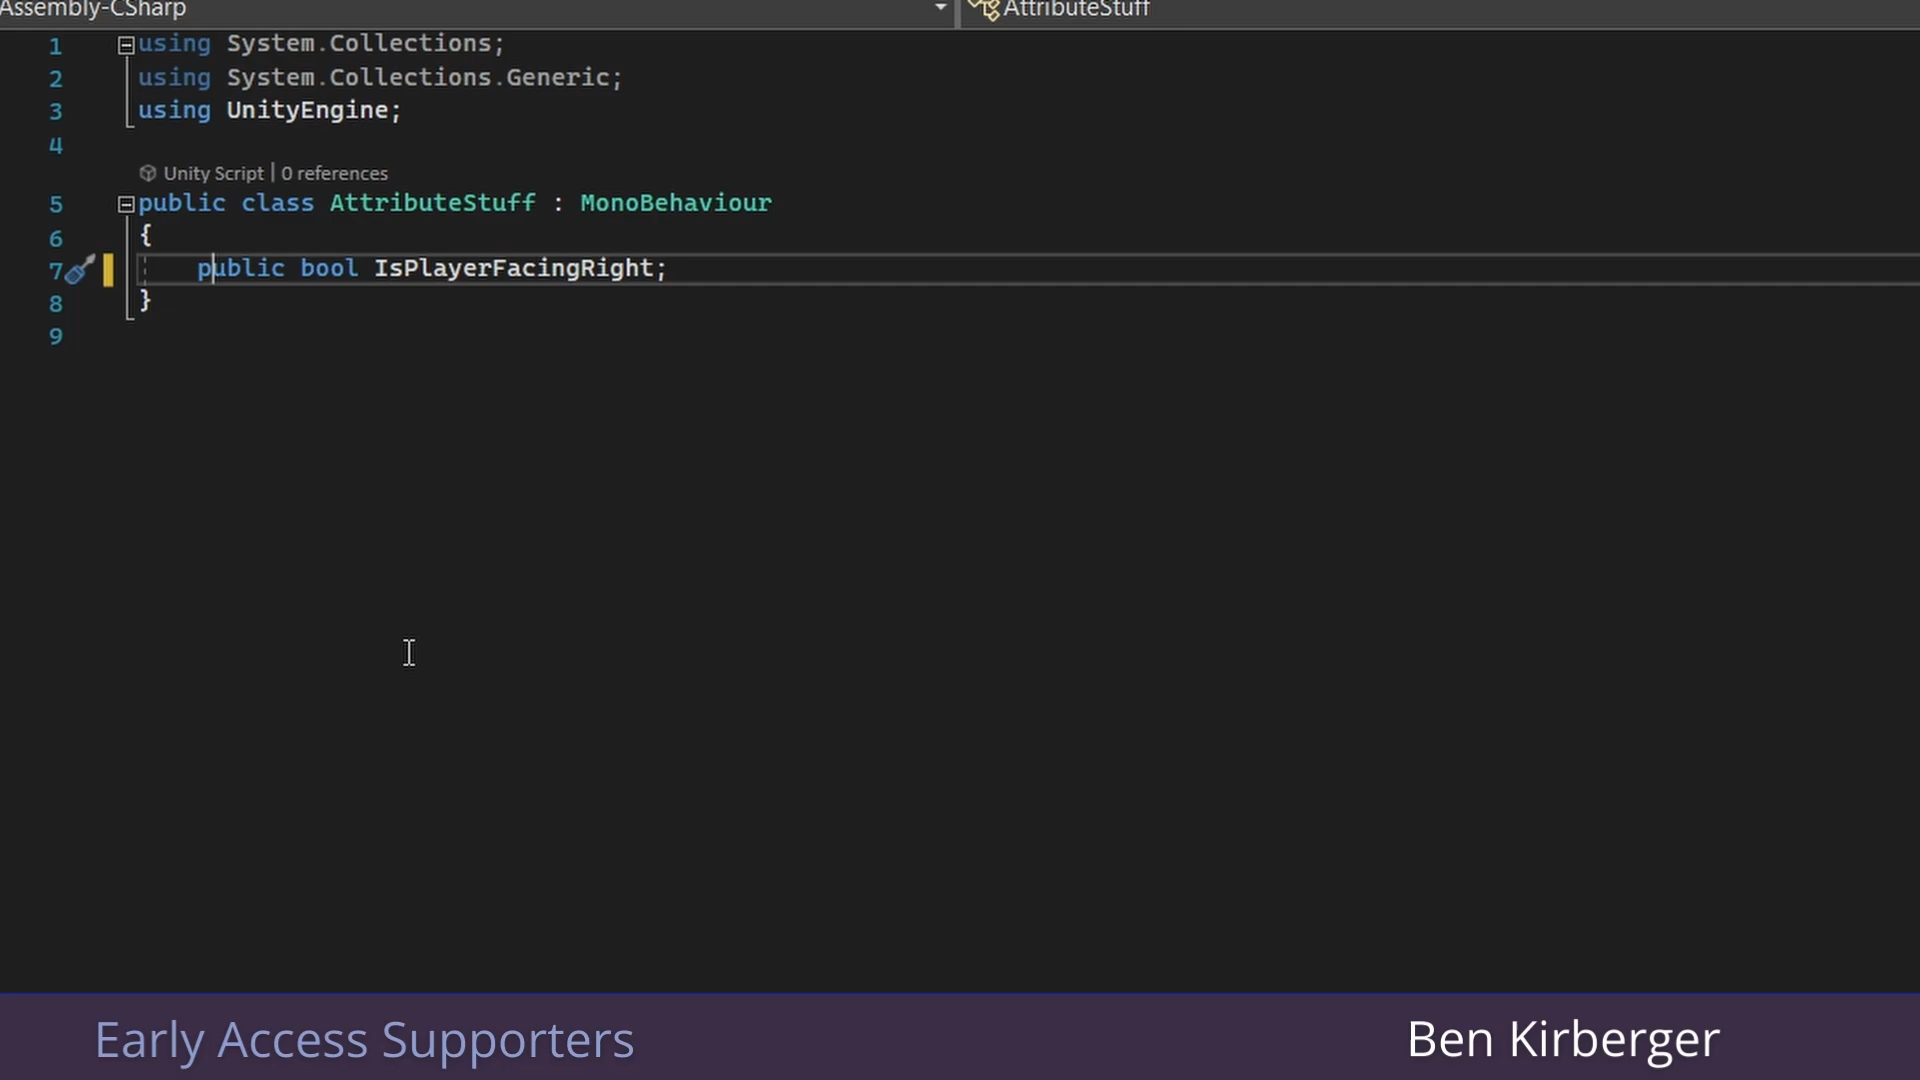 Assembly-CSharp
AttributeStuff
1 using System.Collections;
2 using System.Collections.Generic;
3 using UnityEngine;
4
Unity Script | 0 references
5 public class AttributeStuff : MonoBehaviour
6 {
7 public bool IsPlayerFacingRight;
8 }
9
Early Access Supporters
Ben Kirberger